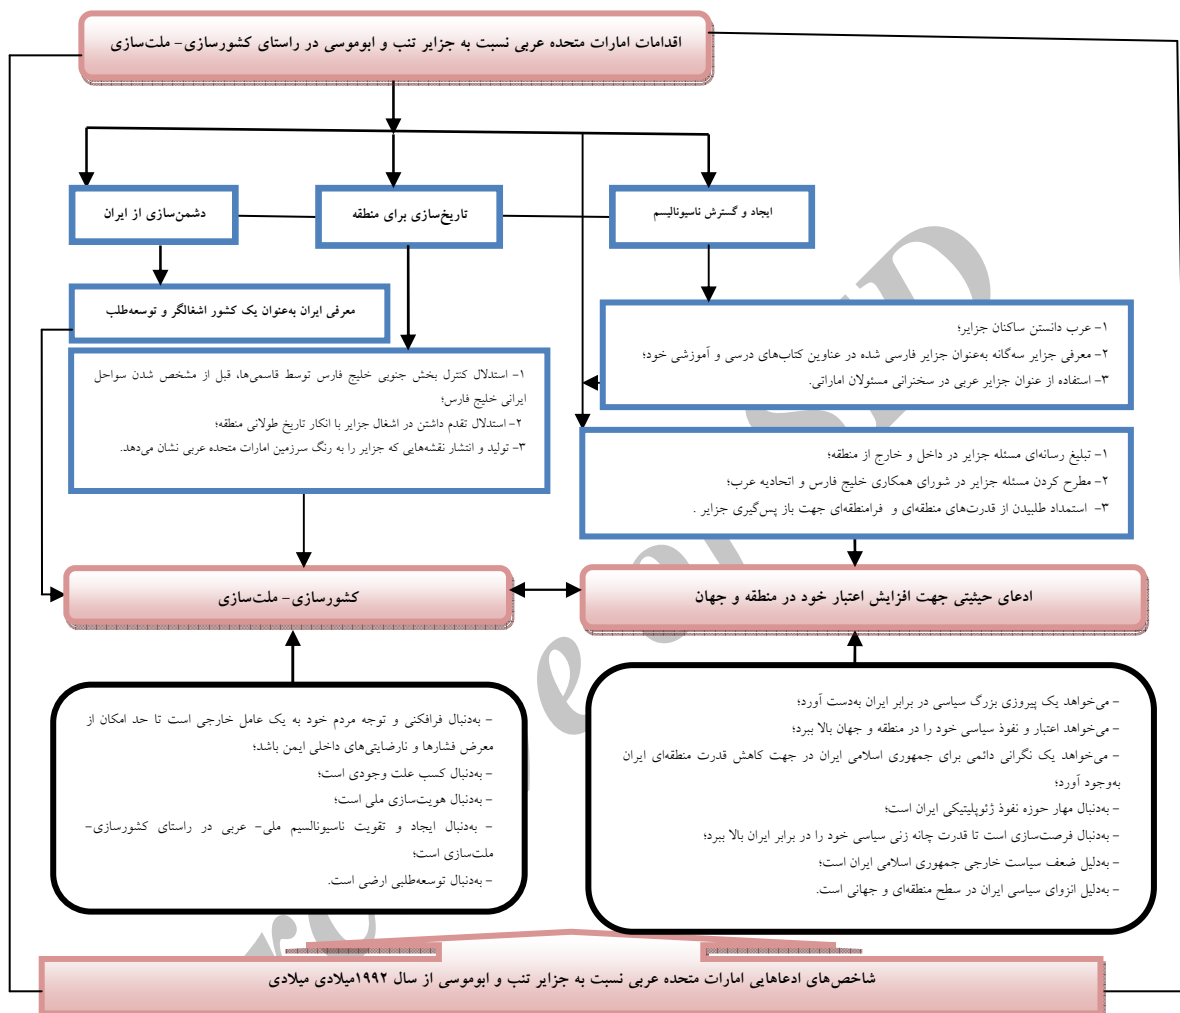 اقدامات امارات متحده عربی نسبت به جزایر تنب و ابوموسی در راستای کشورسازی- ملت‌سازی
ایجاد و گسترش ناسیونالیسم
تاریخ‌سازی برای منطقه
دشمن‌سازی از ایران
معرفی ایران به‌عنوان یک کشور اشغالگر و توسعه‌طلب
۱- عرب دانستن ساکنان جزایر؛
۲- معرفی جزایر سه‌گانه به‌عنوان جزایر فارسی شده در عناوین کتاب‌های درسی و آموزشی خود؛
۳- استفاده از عنوان جزایر عربی در سخنرانی مسئولان اماراتی.
۱- استدلال کنترل بخش جنوبی خلیج فارس توسط قاسمی‌ها، قبل از مشخص شدن سواحل
ایرانی خلیج فارس؛
۲- استدلال تقدم داشتن در اشغال جزایر با انکار تاریخ طولانی منطقه؛
۳- تولید و انتشار نقشه‌هایی که جزایر را به رنگ سرزمین امارات متحده عربی نشان می‌دهد.
۱- تبلیغ رسانه‌ای مسئله جزایر در داخل و خارج از منطقه؛
۲- مطرح کردن مسئله جزایر در شورای همکاری خلیج فارس و اتحادیه عرب؛
۳- استمداد طلبیدن از قدرت‌های منطقه‌ای و فرامنطقه‌ای جهت باز پس‌گیری جزایر .
ادعای حیثیتی جهت افزایش اعتبار خود در منطقه و جهان
کشورسازی- ملت‌سازی
- می‌خواهد یک پیروزی بزرگ سیاسی در برابر ایران به‌دست آورد؛
- می‌خواهد اعتبار و نفوذ سیاسی خود را در منطقه و جهان بالا ببرد؛
- می‌خواهد یک نگرانی دائمی برای جمهوری اسلامی ایران در جهت کاهش قدرت منطقه‌ای ایران
به‌وجود آورد؛
- به‌دنبال مهار حوزه نفوذ ژئوپلیتیکی ایران است؛
- به‌دنبال فرصت‌سازی است تا قدرت چانه زنی سیاسی خود را در برابر ایران بالا ببرد؛
- به‌دلیل ضعف سیاست خارجی جمهوری اسلامی ایران است؛
- به‌دلیل انزوای سیاسی ایران در سطح منطقه‌ای و جهانی است.
- به‌دنبال فرافکنی و توجه مردم خود به یک عامل خارجی است تا حد امکان از
معرض فشارها و نارضایتی‌های داخلی ایمن باشد؛
- به‌دنبال کسب علت وجودی است؛
- به‌دنبال هویت‌سازی ملی است؛
- به‌دنبال ایجاد و تقویت ناسیونالسیم ملی- عربی در راستای کشورسازی-
ملت‌سازی است؛
- به‌دنبال توسعه‌طلبی ارضی است.
شاخص‌های ادعاهایی امارات متحده عربی نسبت به جزایر تنب و ابوموسی از سال ۱۹۹۲میلادی میلادی